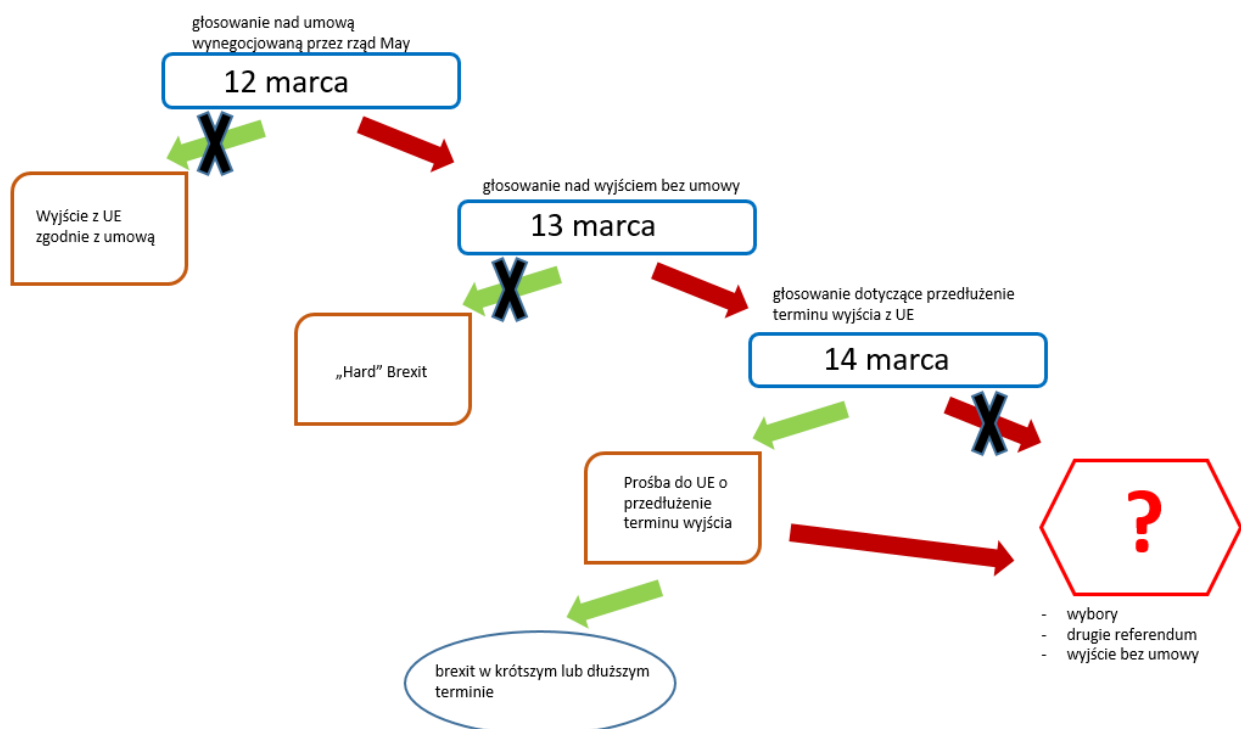 głosowanie nad umową
wynegocjowaną przez rząd May
12 marca
Wyjście z UE
zgodnie z umową
głosowanie nad wyjściem bez umowy
13 marca
„Hard” Brexit
głosowanie dotyczące przedłużenie
terminu wyjścia z UE
14 marca
Prośba do UE o
przedłużenie
terminu wyjścia
?
- wybory
- drugie referendum
- wyjście bez umowy
brexit w krótszym lub dłuższym
terminie